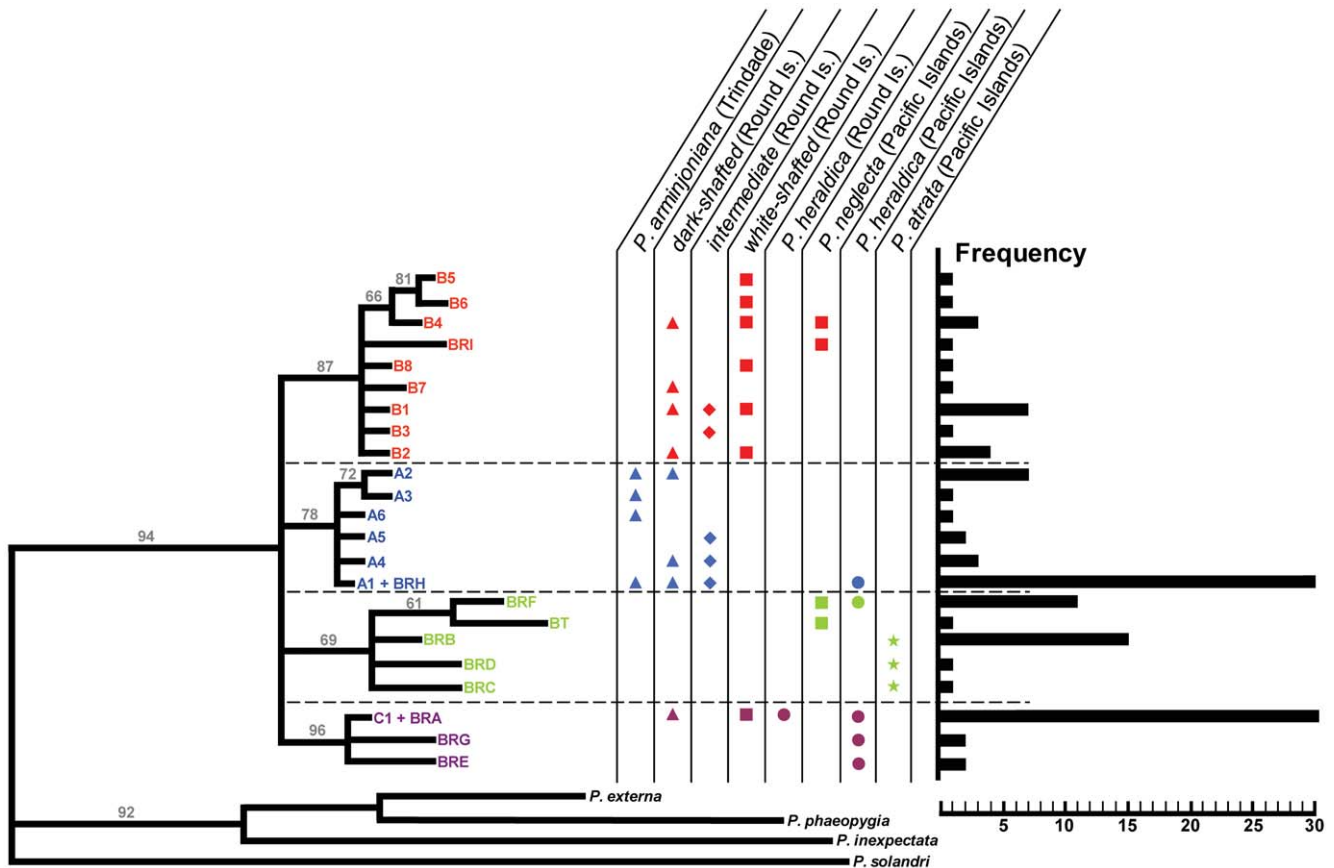 P. arminjoniana (Trindade)
dark-shafted (Round Is.)
intermediate (Round Is.)
white-shafted (Round Is.)
P. heraldica (Round Is.)
P. neglecta (Pacific Islands)
P. heraldica (Pacific Islands)
P. atrata (Pacific Islands)
Frequency
81
B5
66
B6
B4
BRI
87
B8
B7
B1
B3
B2
72
A2
A3
78
A6
94
A5
A4
A1 + BRH
61
BRF
BT
69
BRB
BRD
BRC
C1 + BRA
96
BRG
BRE
P. externa
92
P. phaeopygia
P. inexpectata
P. solandri
5 10 15 20 25 30